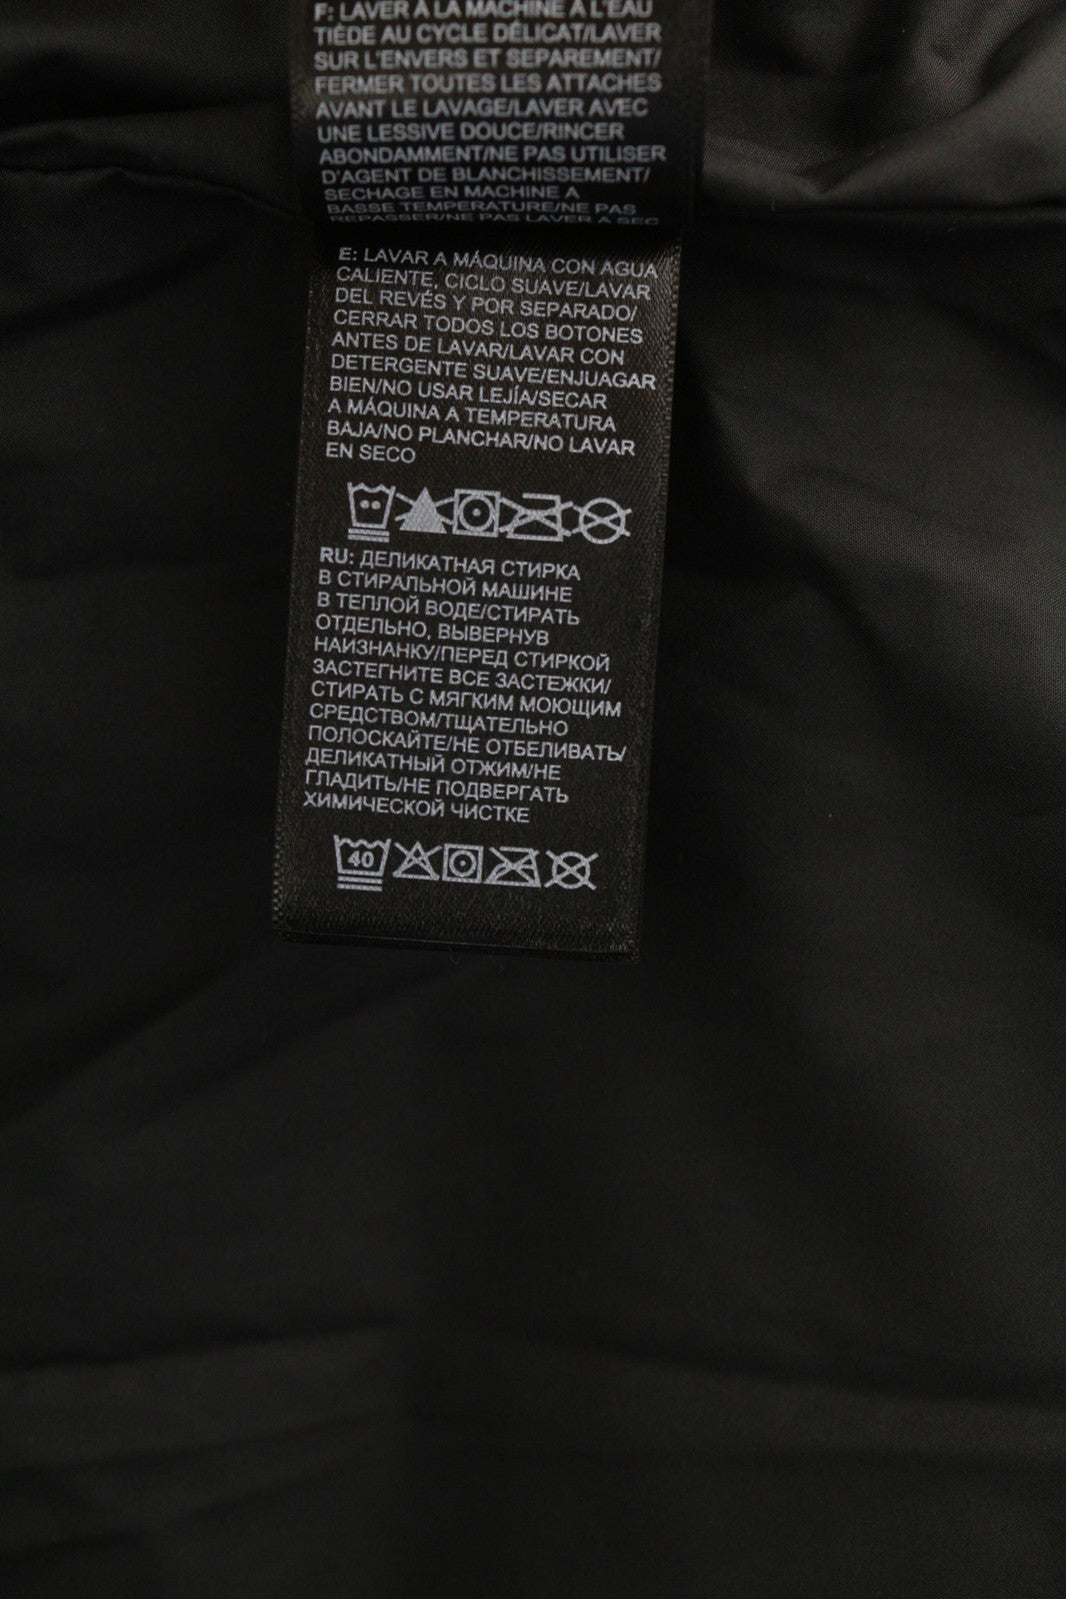 F: LAVER À LA MACHINE À L'EAU
TIÈDE AU CYCLE DÉLICAT/LAVER
SUR L'ENVERS ET SEPAREMENT/
FERMER TOUTES LES ATTACHES
AVANT LE LAVAGE/LAVER AVEC
UNE LESSIVE DOUCE/RINCER
ABONDAMMENT/NE PAS UTILISER
D'AGENT DE BLANCHISSEMENT/
SECHAGE EN MACHINE A
BASSE TEMPERATURE/NE PAS
REPASSER/NE PAS LAVER A SEC
E: LAVAR A MÁQUINA CON AGUA
CALIENTE, CICLO SUAVE/LAVAR
DEL REVÉS Y POR SEPARADO/
CERRAR TODOS LOS BOTONES
ANTES DE LAVAR/LAVAR CON
DETERGENTE SUAVE/ENJUAGAR
BIEN/NO USAR LEJÍA/SECAR
A MÁQUINA A TEMPERATURA
BAJA/NO PLANCHAR/NO LAVAR
EN SECO
RU: ДЕЛИКАТНАЯ СТИРКА
В СТИРАЛЬНОЙ МАШИНЕ
В ТЕПЛОЙ ВОДЕ/СТИРАТЬ
ОТДЕЛЬНО, ВЫВЕРНУВ
НАИЗНАНКУ/ПЕРЕД СТИРКОЙ
ЗАСТЕГНИТЕ ВСЕ ЗАСТЕЖКИ/
СТИРАТЬ С МЯГКИМ МОЮЩИМ
СРЕДСТВОМ/ТЩАТЕЛЬНО
ПОЛОСКАЙТЕ/НЕ ОТБЕЛИВАТЬ/
ДЕЛИКАТНЫЙ ОТЖИМ/НЕ
ГЛАДИТЬ/НЕ ПОДВЕРГАТЬ
ХИМИЧЕСКОЙ ЧИСТКЕ
40